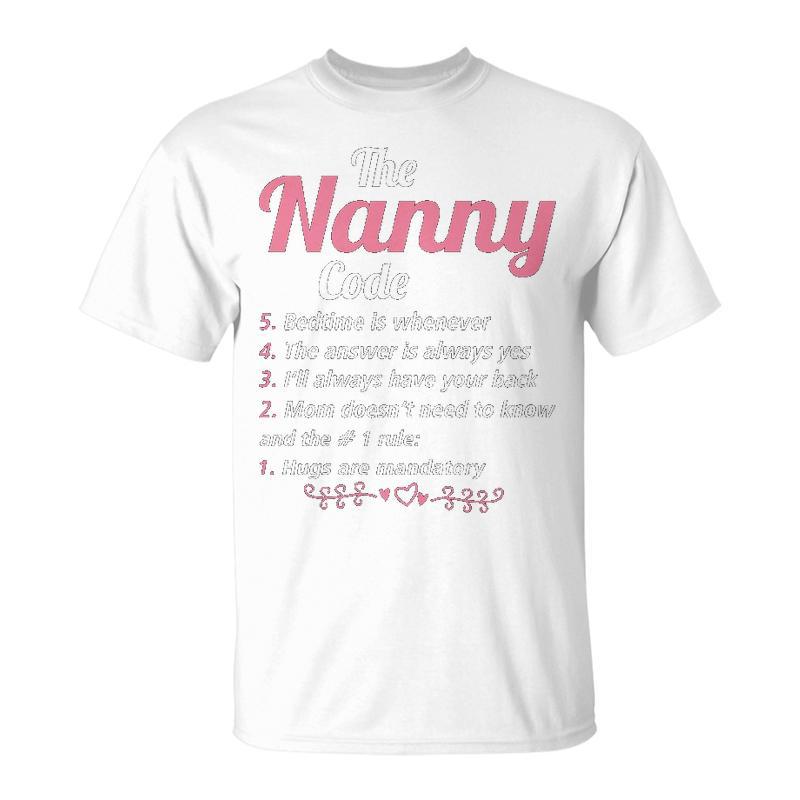 The
Nanny
Code
5. Bedtime is whenever
4. The answer is always yes
3. I'll always have your back
2. Mom doesn't need to know
and the # 1 rule:
1. Hugs are mandatory